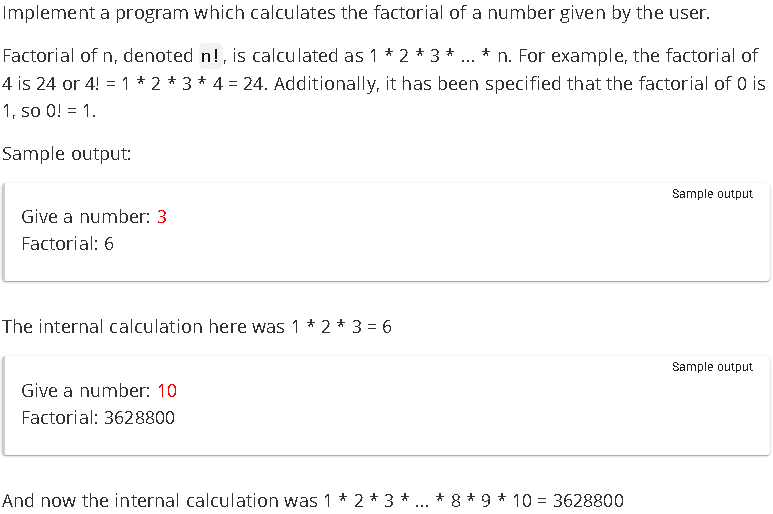 Implement a program which calculates the factorial of a number given by the user.
Factorial of n, denoted n!, is calculated as 1 * 2 * 3 * ... * n. For example, the factorial of
4 is 24 or 4! = 1 * 2 * 3 * 4 = 24. Additionally, it has been specified that the factorial of 0 is
1, so 0! = 1.
Sample output:
Sample output
Give a number: 3
Factorial: 6
The internal calculation here was 1 * 2 * 3 = 6
Sample output
Give a number: 10
Factorial: 3628800
And now the internal calculation was 1 * 2 * 3 * ... * 8 * 9 * 10 = 3628800